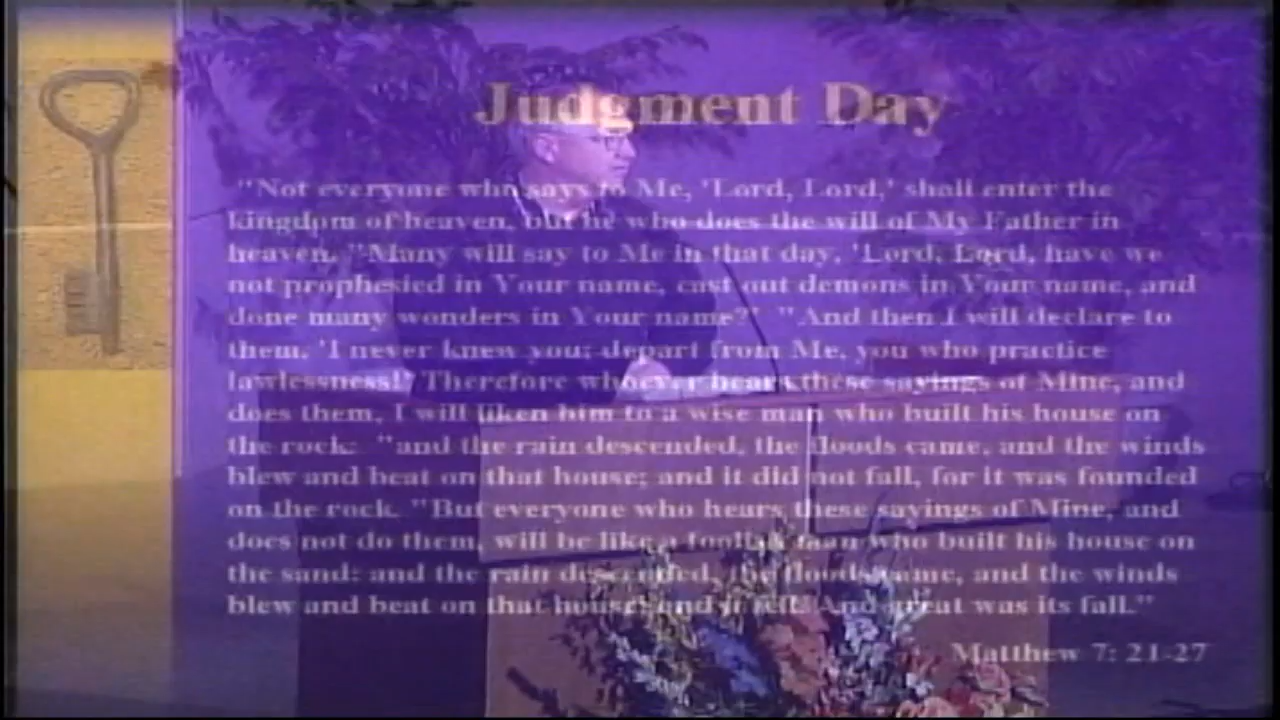 Judgment Day
"Not everyone who says to Me, 'Lord, Lord,' shall enter the
kingdom of heaven, but he who does the will of My Father in
heaven. "Many will say to Me in that day, 'Lord, Lord, have we
not prophesied in Your name, cast out demons in Your name, and
done many wonders in Your name?' "And then I will declare to
them, 'I never knew you; depart from Me, you who practice
lawlessness!' Therefore whoever hears these sayings of Mine, and
does them, I will liken him to a wise man who built his house on
the rock: "and the rain descended, the floods came, and the winds
blew and beat on that house; and it did not fall, for it was founded
on the rock. "But everyone who hears these sayings of Mine, and
does not do them, will be like a foolish man who built his house on
the sand: and the rain descended, the floods came, and the winds
blew and beat on that house; and it fell. And great was its fall."
Matthew 7: 21-27